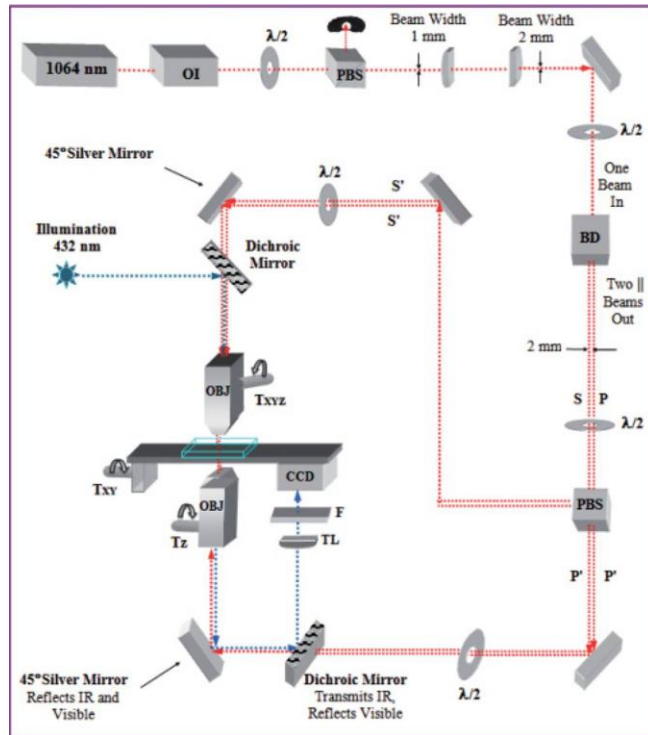 1064 nm
OI
λ/2
PBS
Beam Width
1 mm
Beam Width
2 mm
λ/2
One
Beam
In
BD
Two ||
Beams
Out
2 mm
S P
λ/2
PBS
P' P'
45°Silver Mirror
λ/2
S'
S'
Illumination
432 nm
Dichroic
Mirror
OBJ
TXYZ
TXY
CCD
OBJ
TZ
F
TL
45°Silver Mirror
Reflects IR and
Visible
Dichroic Mirror
Transmits IR,
Reflects Visible
λ/2